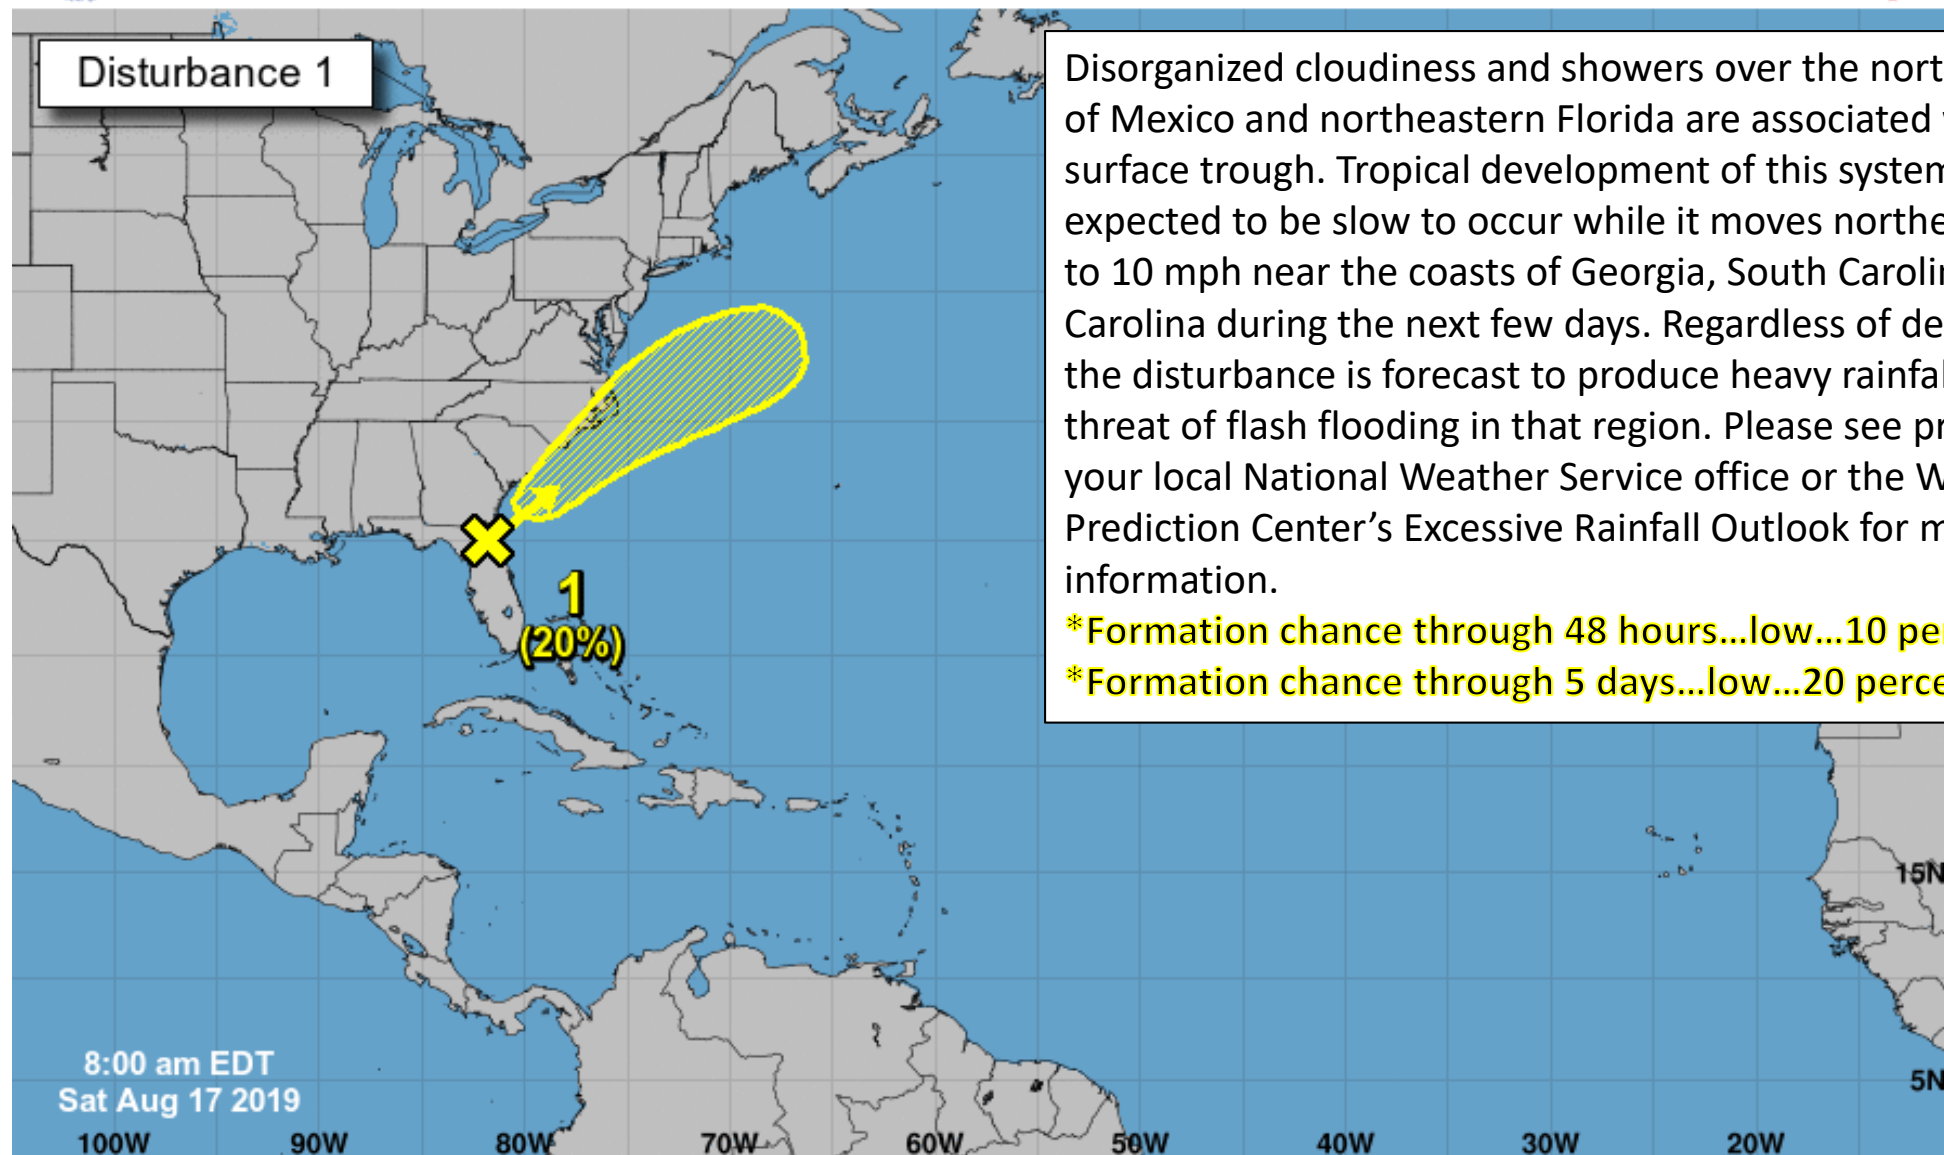 Disturbance 1
Disorganized cloudiness and showers over the nort
of Mexico and northeastern Florida are associated
surface trough. Tropical development of this system
expected to be slow to occur while it moves northe
to 10 mph near the coasts of Georgia, South Carolin
Carolina during the next few days. Regardless of de
the disturbance is forecast to produce heavy rainfal
threat of flash flooding in that region. Please see pr
your local National Weather Service office or the W
Prediction Center’s Excessive Rainfall Outlook for m
information.
*Formation chance through 48 hours...low...10 per
*Formation chance through 5 days...low...20 perce
1
(20%)
15N
5N
8:00 am EDT
Sat Aug 17 2019
100W 90W 80W 70W 60W 50W 40W 30W 20W